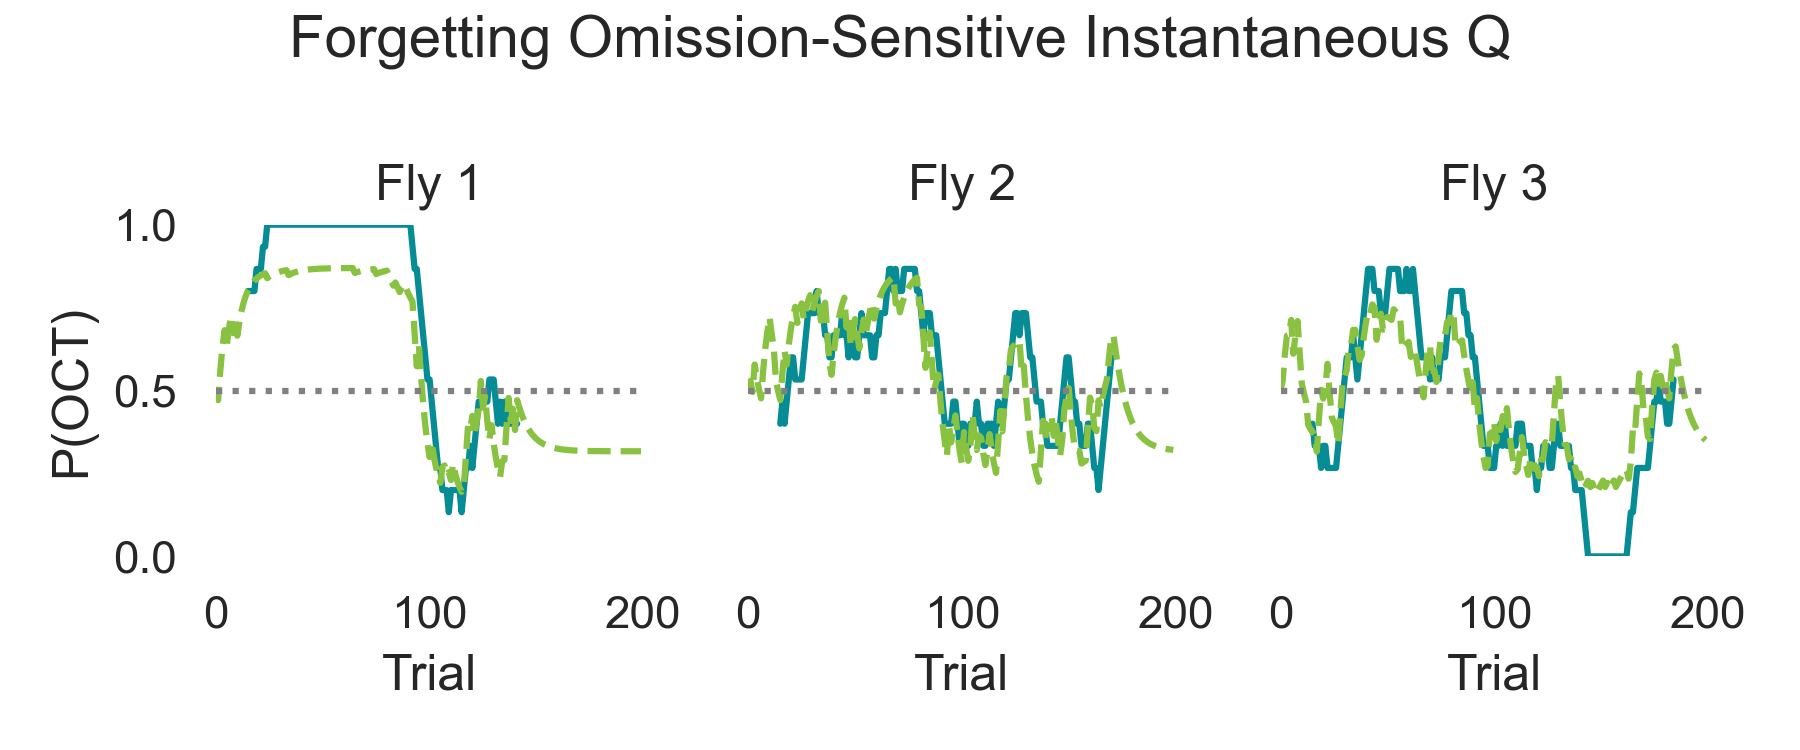 Forgetting Omission-Sensitive Instantaneous Q
Fly 1
Fly 2
Fly 3
P(OCT)
1.0
0.5
0.0
0 100 200
0 100 200
0 100 200
Trial
Trial
Trial